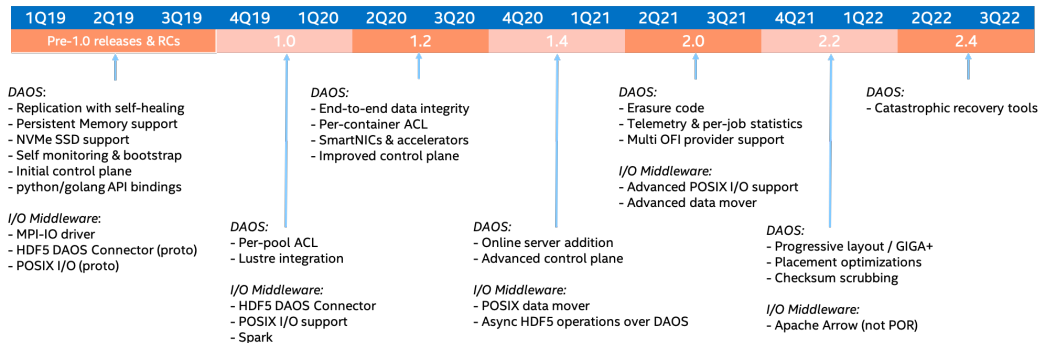 1Q19 2Q19 3Q19 4Q19 1Q20 2Q20 3Q20 4Q20 1Q21 2Q21 3Q21 4Q21 1Q22 2Q22 3Q22
Pre-1.0 releases & RCs 1.0 1.2 1.4 2.0 2.2 2.4
DAOS:
- Replication with self-healing
- Persistent Memory support
- NVMe SSD support
- Self monitoring & bootstrap
- Initial control plane
- python/golang API bindings
I/O Middleware:
- MPI-IO driver
- HDF5 DAOS Connector (proto)
- POSIX I/O (proto)
DAOS:
- Per-pool ACL
- Lustre integration
I/O Middleware:
- HDF5 DAOS Connector
- POSIX I/O support
- Spark
DAOS:
- End-to-end data integrity
- Per-container ACL
- SmartNICs & accelerators
- Improved control plane
DAOS:
- Online server addition
- Advanced control plane
I/O Middleware:
- POSIX data mover
- Async HDF5 operations over DAOS
DAOS:
- Erasure code
- Telemetry & per-job statistics
- Multi OFI provider support
I/O Middleware:
- Advanced POSIX I/O support
- Advanced data mover
DAOS:
- Progressive layout / GIGA+
- Placement optimizations
- Checksum scrubbing
I/O Middleware:
- Apache Arrow (not POR)
DAOS:
- Catastrophic recovery tools